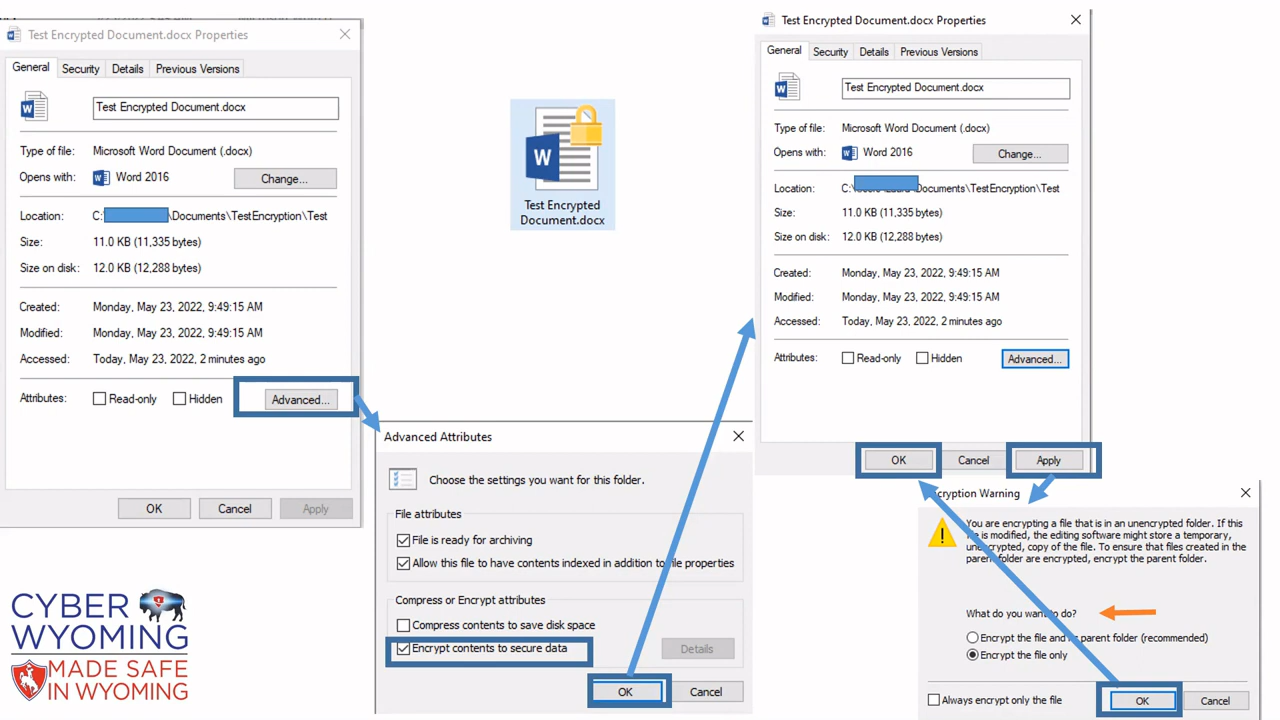 Test Encrypted Document.docx Properties
General Security Details Previous Versions
Test Encrypted Document.docx
Type of file: Microsoft Word Document (.docx)
Opens with: Word 2016 Change...
Location: C: \Documents\TestEncryption\Test
Size: 11.0 KB (11,335 bytes)
Size on disk: 12.0 KB (12,288 bytes)
Created: Monday, May 23, 2022, 9:49:15 AM
Modified: Monday, May 23, 2022, 9:49:15 AM
Accessed: Today, May 23, 2022, 2 minutes ago
Attributes: Read-only Hidden Advanced...
OK Cancel Apply
Test Encrypted
Document.docx
Advanced Attributes
Choose the settings you want for this folder.
File attributes
File is ready for archiving
Allow this file to have contents indexed in addition to file properties
Compress or Encrypt attributes
Compress contents to save disk space
Encrypt contents to secure data
Details
OK Cancel
Test Encrypted Document.docx Properties
General Security Details Previous Versions
Test Encrypted Document.docx
Type of file: Microsoft Word Document (.docx)
Opens with: Word 2016 Change...
Location: C:\ \Documents\TestEncryption\Test
Size: 11.0 KB (11,335 bytes)
Size on disk: 12.0 KB (12,288 bytes)
Created: Monday, May 23, 2022, 9:49:15 AM
Modified: Monday, May 23, 2022, 9:49:15 AM
Accessed: Today, May 23, 2022, 2 minutes ago
Attributes: Read-only Hidden Advanced...
OK Cancel Apply
cryption Warning
You are encrypting a file that is in an unencrypted folder. If this
file is modified, the editing software might store a temporary,
unencrypted, copy of the file. To ensure that files created in the
parent folder are encrypted, encrypt the parent folder.
What do you want to do?
Encrypt the file and its parent folder (recommended)
Encrypt the file only
Always encrypt only the file
OK Cancel
CYBER
WYOMING
MADE SAFE
IN WYOMING